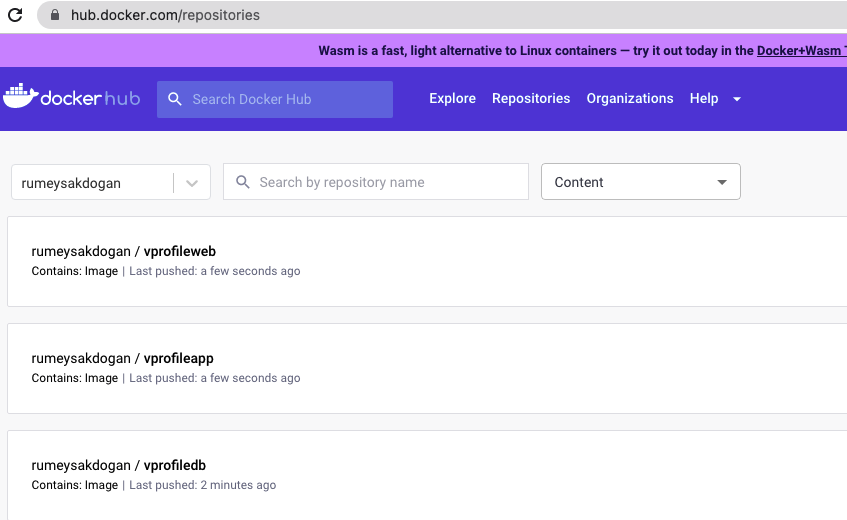 hub.docker.com/repositories
Wasm is a fast, light alternative to Linux containers — try it out today in the Docker+Wasm
dockerhub Search Docker Hub Explore Repositories Organizations Help
rumeysakdogan Search by repository name Content
rumeysakdogan / vprofileweb
Contains: Image | Last pushed: a few seconds ago
rumeysakdogan / vprofileapp
Contains: Image | Last pushed: a few seconds ago
rumeysakdogan / vprofiledb
Contains: Image | Last pushed: 2 minutes ago